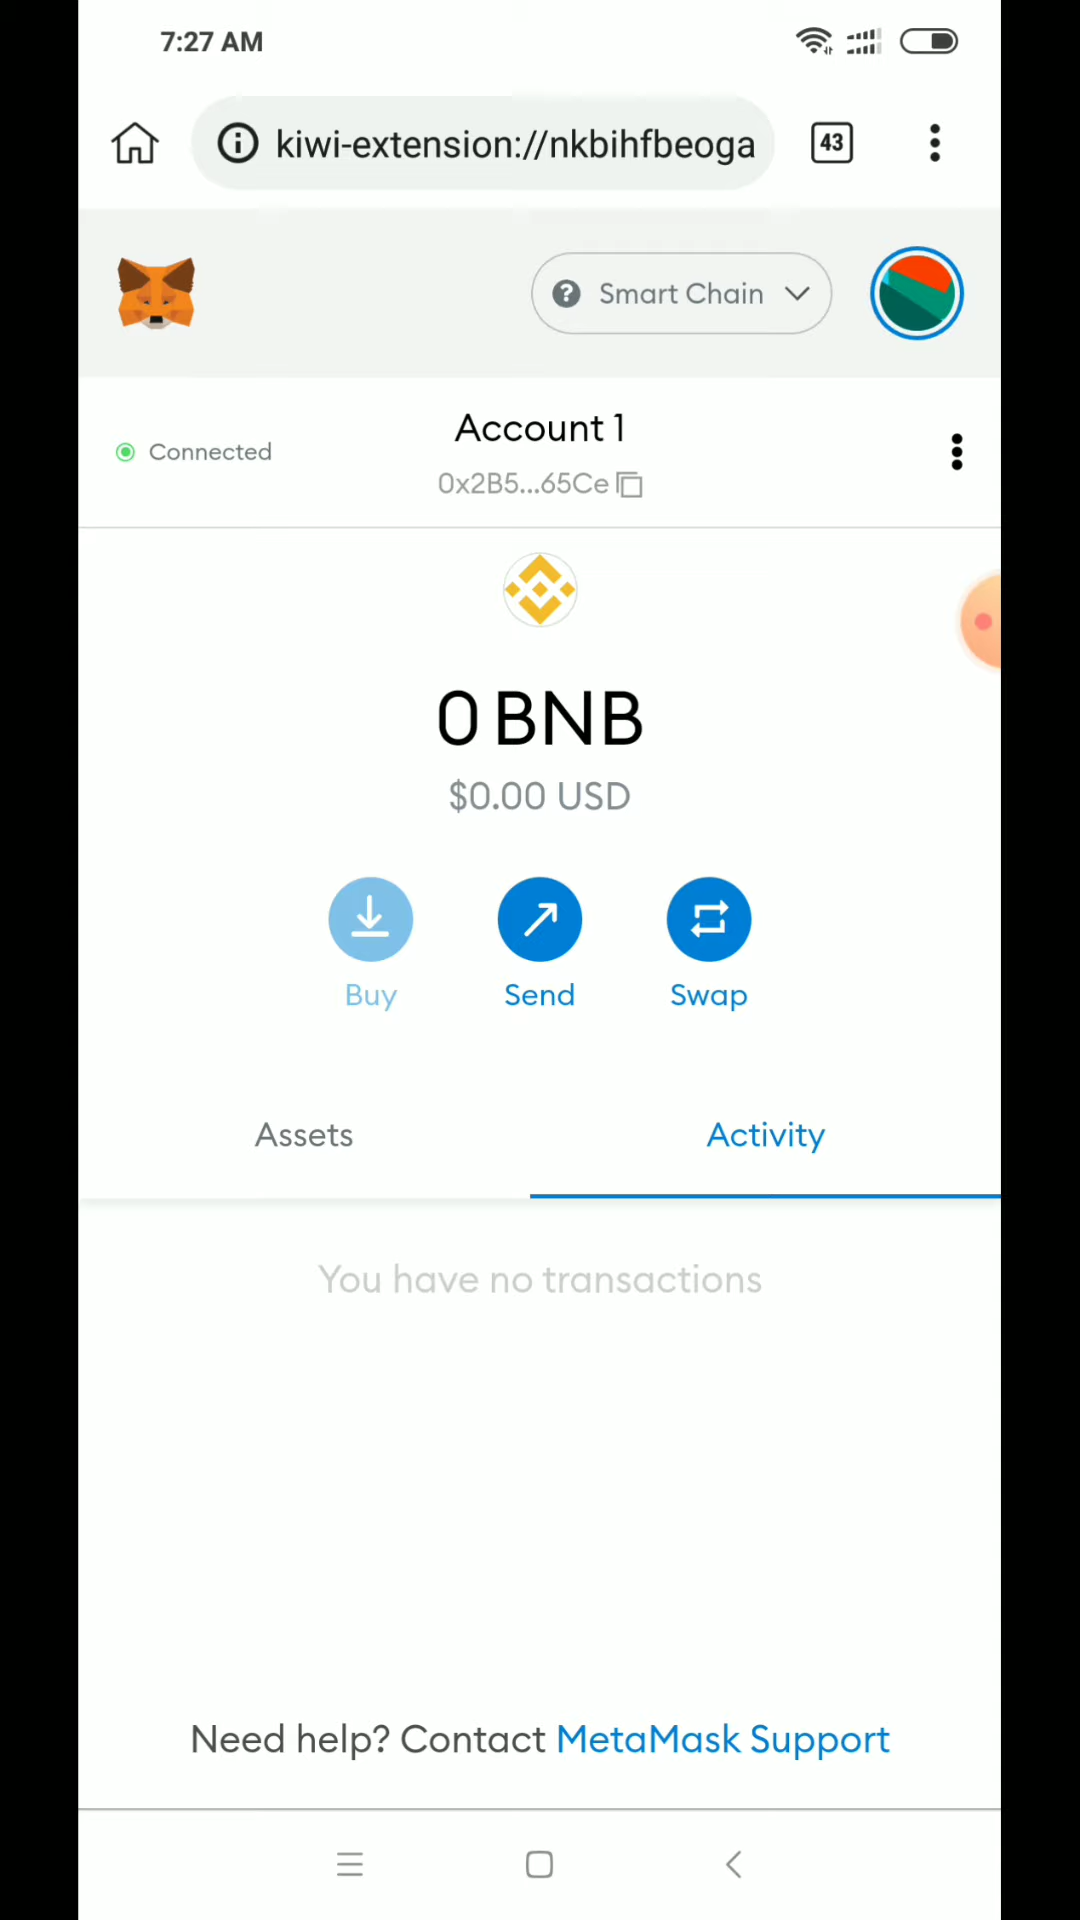 7:27 AM
kiwi-extension://nkbihfbeoga
43
? Smart Chain
Connected
Account 1
0x2B5...65Ce
0 BNB
$0.00 USD
Buy
Send
Swap
Assets
Activity
You have no transactions
Need help? Contact MetaMask Support